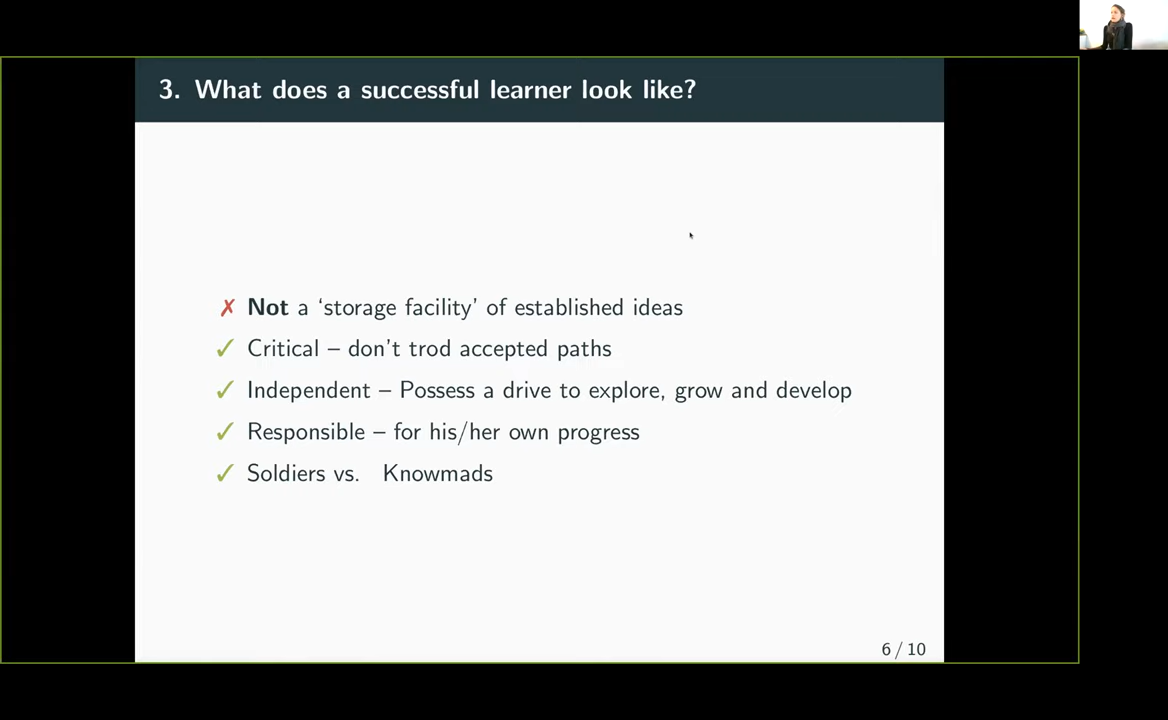 3. What does a successful learner look like?
✗ Not a ‘storage facility’ of established ideas
✓ Critical – don't trod accepted paths
✓ Independent – Possess a drive to explore, grow and develop
✓ Responsible – for his/her own progress
✓ Soldiers vs. Knowmads
6 / 10